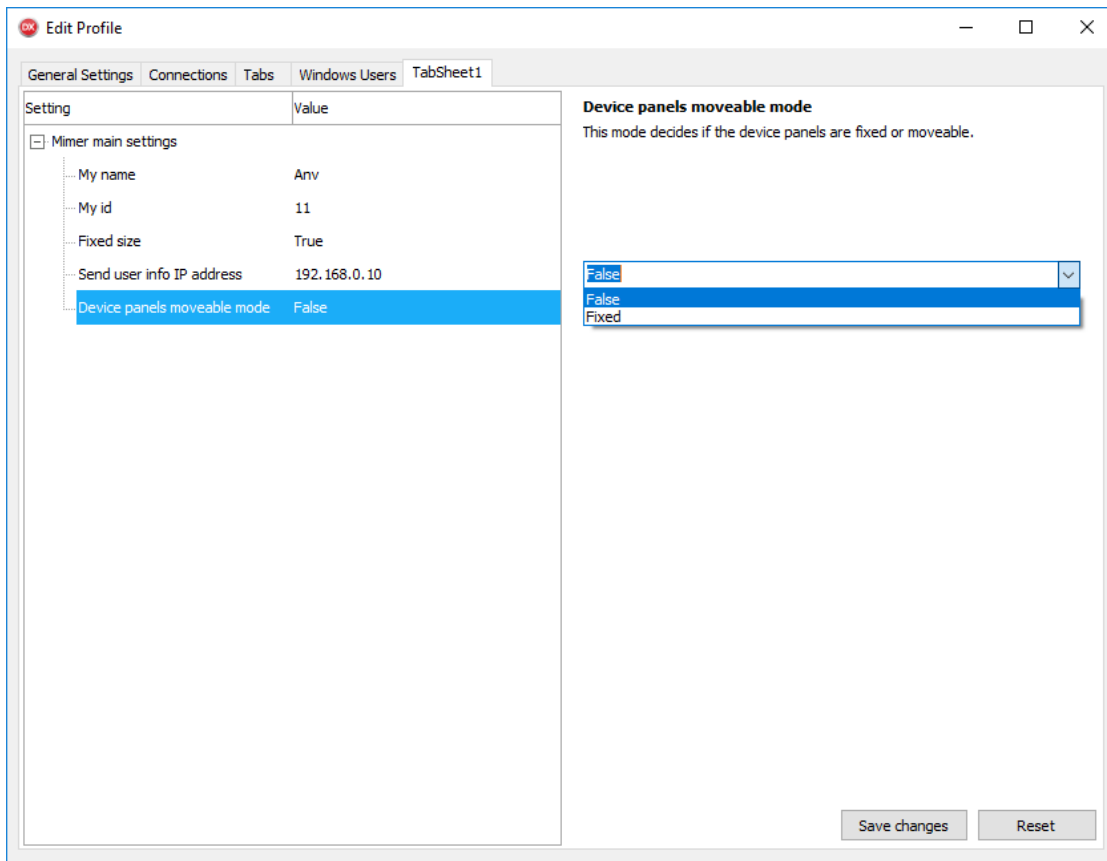 DX Edit Profile
General Settings Connections Tabs Windows Users TabSheet1
Setting Value
Mimer main settings
My name Anv
My id 11
Fixed size True
Send user info IP address 192.168.0.10
Device panels moveable mode False
Device panels moveable mode
This mode decides if the device panels are fixed or moveable.
False
False
Fixed
Save changes Reset